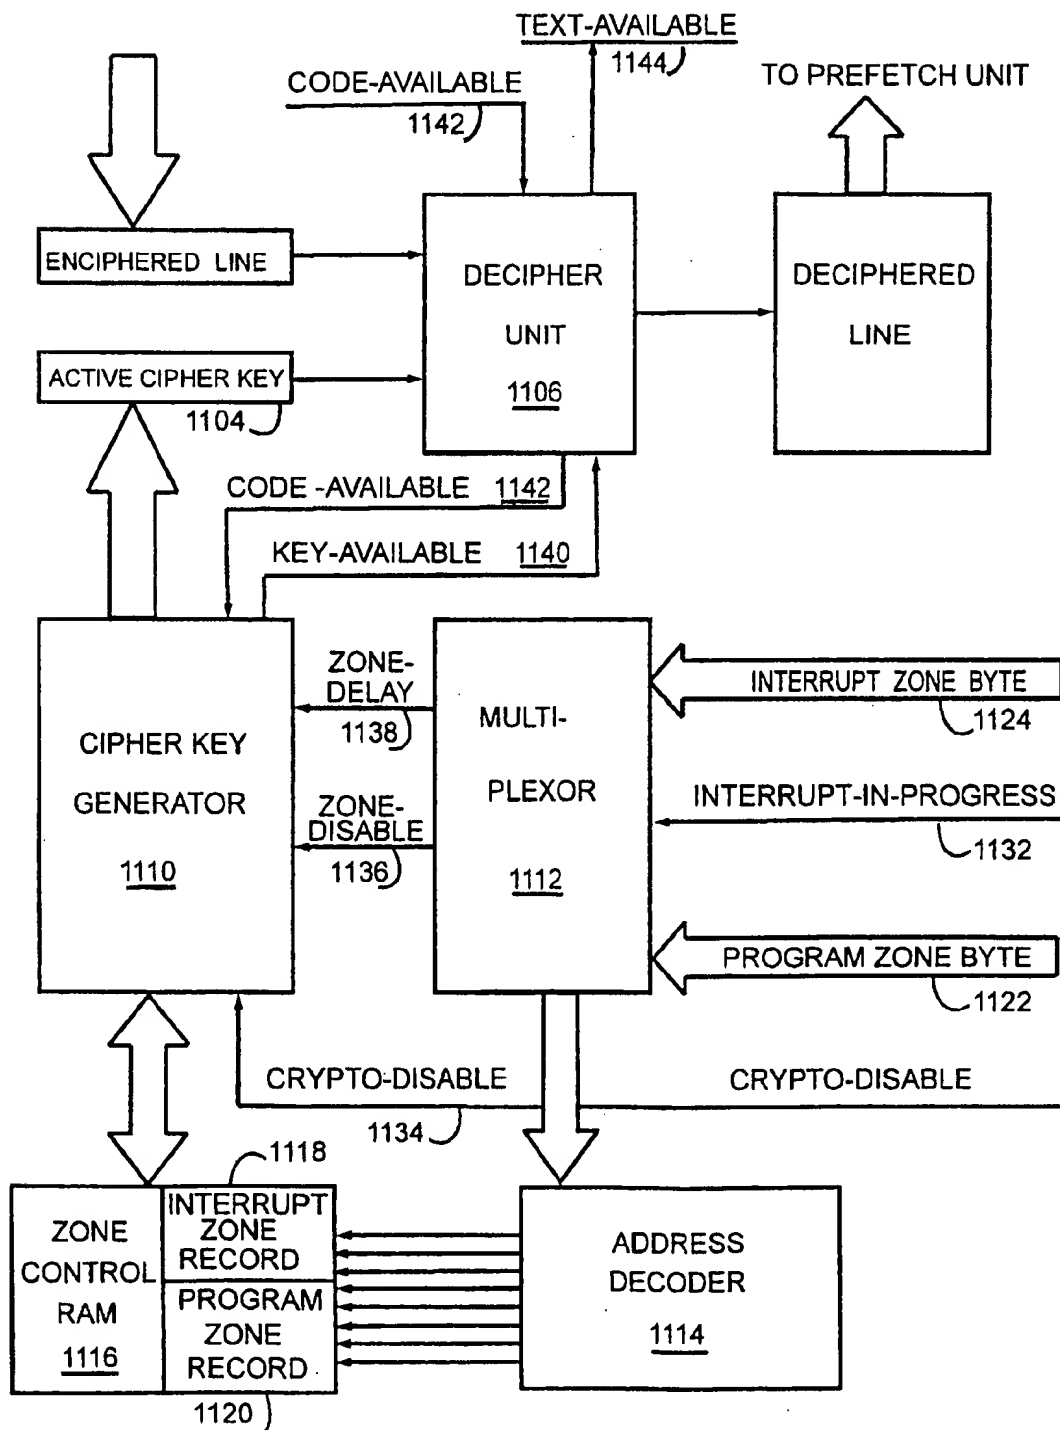 TEXT-AVAILABLE
1144
CODE-AVAILABLE
1142
TO PREFETCH UNIT
ENCIPHERED LINE
DECIPHER
UNIT
1106
DECIPHERED
LINE
ACTIVE CIPHER KEY
1104
CODE -AVAILABLE 1142
KEY-AVAILABLE 1140
CIPHER KEY
GENERATOR
1110
ZONE-
DELAY
1138
ZONE-
DISABLE
1136
MULTI-
PLEXOR
1112
INTERRUPT ZONE BYTE
1124
INTERRUPT-IN-PROGRESS
1132
PROGRAM ZONE BYTE
1122
CRYPTO-DISABLE
1134
CRYPTO-DISABLE
1118
ZONE
CONTROL
RAM
1116
INTERRUPT
ZONE
RECORD
PROGRAM
ZONE
RECORD
1120
ADDRESS
DECODER
1114